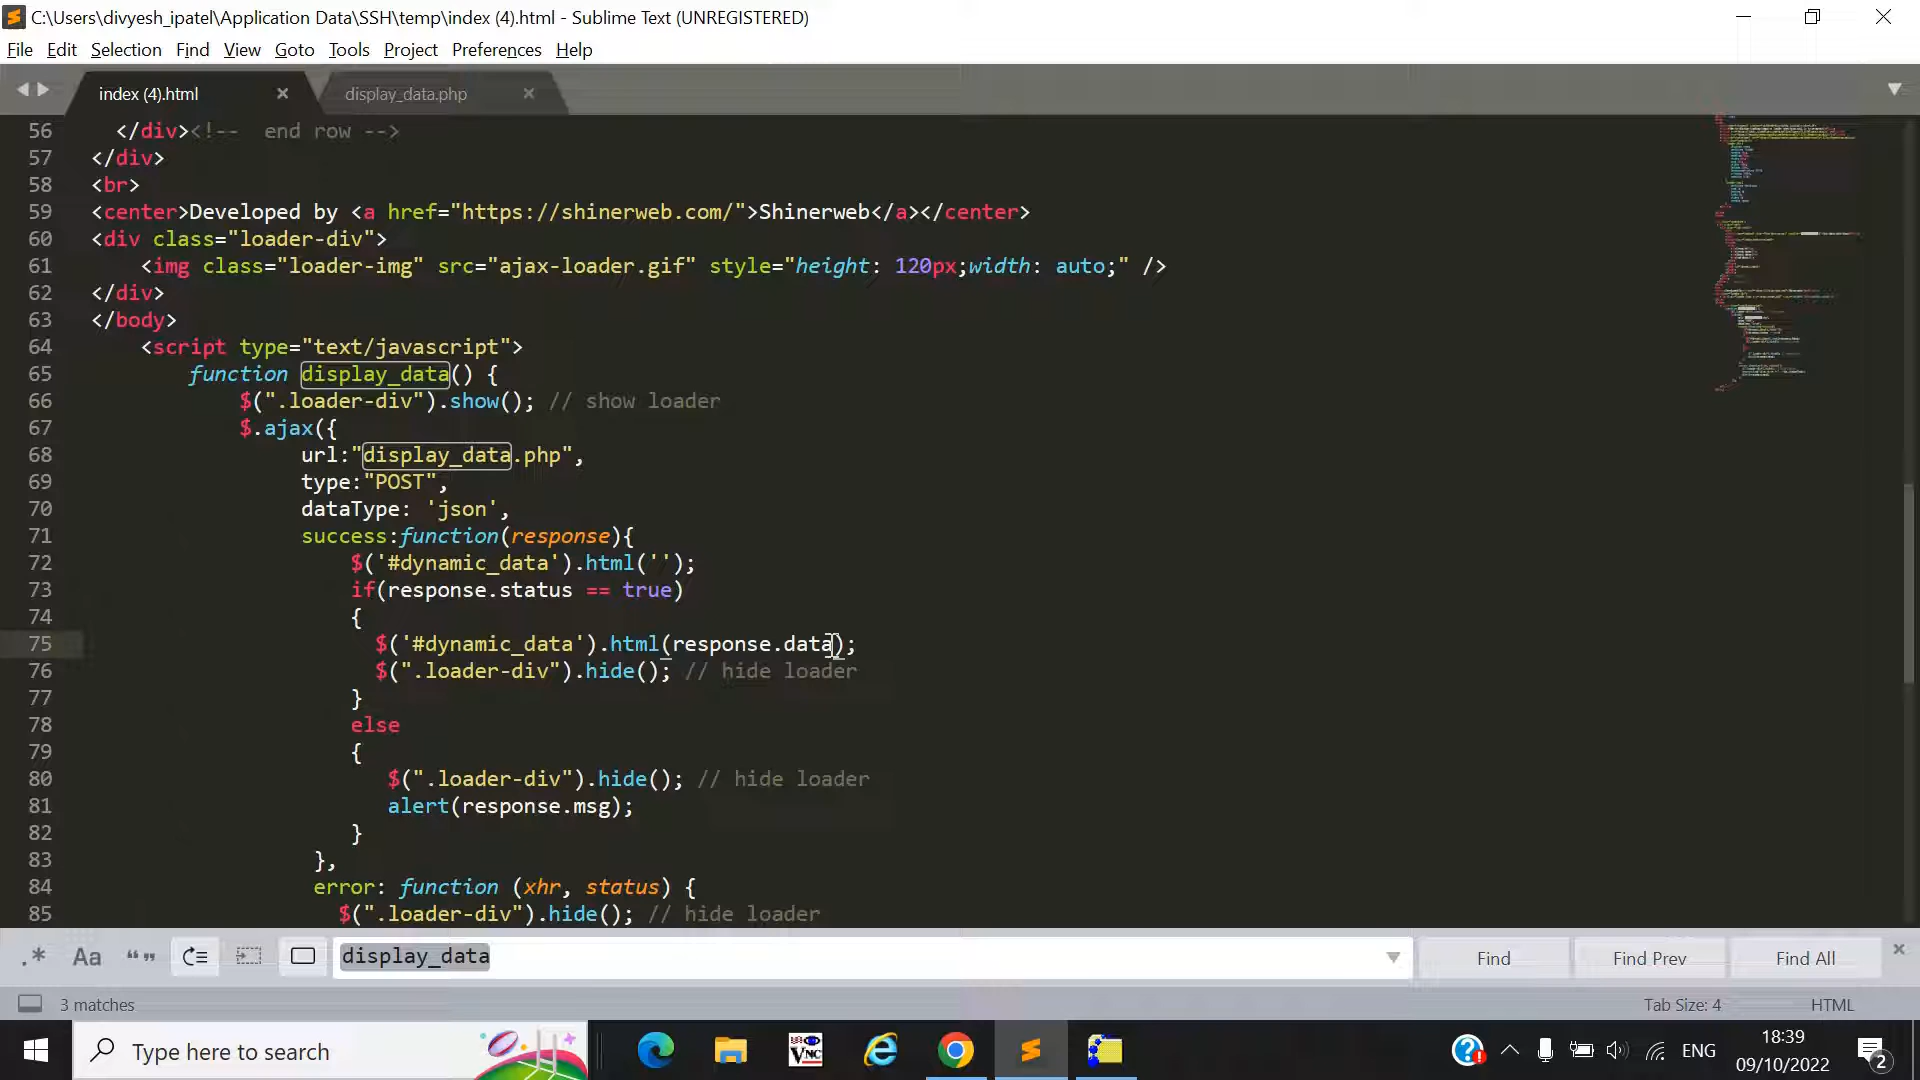 C:\Users\divyesh_ipatel\Application Data\SSH\temp\index (4).html - Sublime Text (UNREGISTERED)
File Edit Selection Find View Goto Tools Project Preferences Help
index (4).html display_data.php
56 </div><!--  end row -->
57 </div>
58 <br>
59 <center>Developed by <a href="https://shinerweb.com/">Shinerweb</a></center>
60 <div class="loader-div">
61 <img class="loader-img" src="ajax-loader.gif" style="height: 120px;width: auto;" />
62 </div>
63 </body>
64 <script type="text/javascript">
65 function display_data() {
66 $(".loader-div").show(); // show loader
67 $.ajax({
68 url:"display_data.php",
69 type:"POST",
70 dataType: 'json',
71 success:function(response){
72 $('#dynamic_data').html('');
73 if(response.status == true)
74 {
75 $('#dynamic_data').html(response.data);
76 $(".loader-div").hide(); // hide loader
77 }
78 else
79 {
80 $(".loader-div").hide(); // hide loader
81 alert(response.msg);
82 }
83 },
84 error: function (xhr, status) {
85 $(".loader-div").hide(); // hide loader
.* Aa “” display_data Find Find Prev Find All
3 matches Tab Size: 4 HTML
Type here to search VNC ENG 18:39
09/10/2022 2